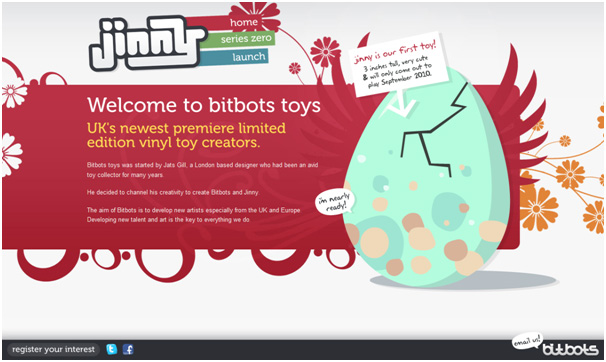 jinny
home
series zero
launch
jinny is our first toy!
3 inches tall, very cute
& will only come out to
play September 2010.
Welcome to bitbots toys
UK's newest premiere limited
edition vinyl toy creators.
Bitbots toys was started by Jats Gill, a London based designer who had been an avid
toy collector for many years.
He decided to channel his creativity to create Bitbots and Jinny.
The aim of Bitbots is to develop new artists especially from the UK and Europe.
Developing new talent and art is the key to everything we do.
i'm nearly
ready!
register your interest
email us!
bitbots